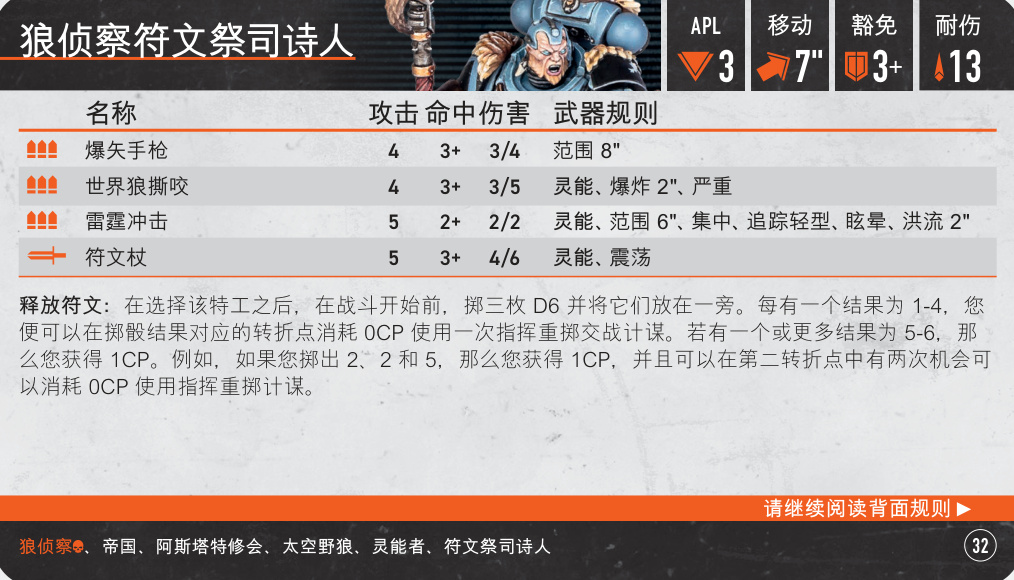 狼侦察符文祭司诗人
APL 移动 豁免 耐伤
3 7" 3+ 13
名称 攻击 命中 伤害 武器规则
爆矢手枪 4 3+ 3/4 范围 8"
世界狼撕咬 4 3+ 3/5 灵能、爆炸 2"、严重
雷霆冲击 5 2+ 2/2 灵能、范围 6"、集中、追踪轻型、眩晕、洪流 2"
符文杖 5 3+ 4/6 灵能、震荡
释放符文：在选择该特工之后，在战斗开始前，掷三枚 D6 并将它们放在一旁。每有一个结果为 1-4，您
便可以在掷骰结果对应的转折点消耗 0CP 使用一次指挥重掷交战计谋。若有一个或更多结果为 5-6，那
么您获得 1CP。例如，如果您掷出 2、2 和 5，那么您获得 1CP，并且可以在第二转折点中有两次机会可
以消耗 0CP 使用指挥重掷计谋。
请继续阅读背面规则 ▶
狼侦察、帝国、阿斯塔特修会、太空野狼、灵能者、符文祭司诗人
32